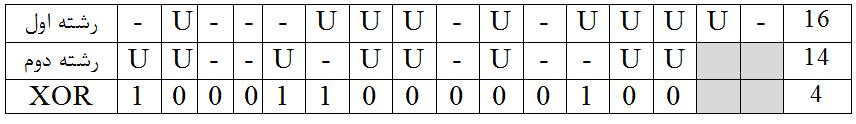 رشته اول - U - - - U U U - U - U U U U - 16
رشته دوم U U - - U - U U - U - - U U 14
XOR 1 0 0 0 1 1 0 0 0 0 0 1 0 0 4